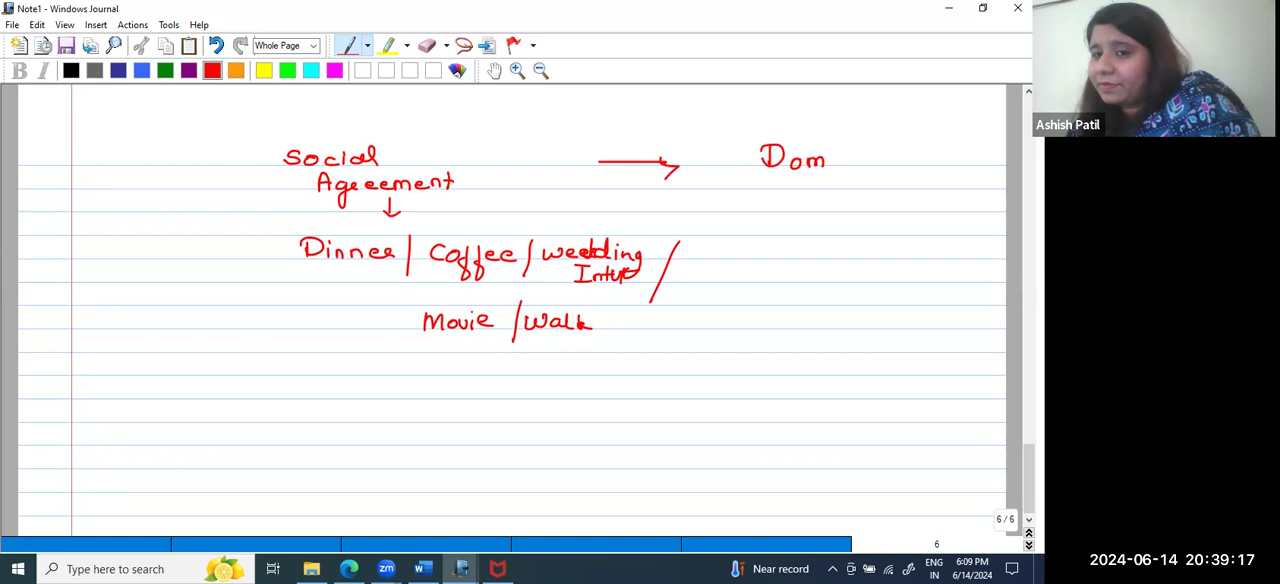 Note1 - Windows Journal
File Edit View Insert Actions Tools Help
Whole Page
B I
Ashish Patil
Social → Dom
Agreement
↓
Dinner / Coffee / wedding /
Movie / Walk
6 / 6
6
Type here to search
Near record
ENG
IN
6:09 PM
6/14/2024
2024-06-14 20:39:17